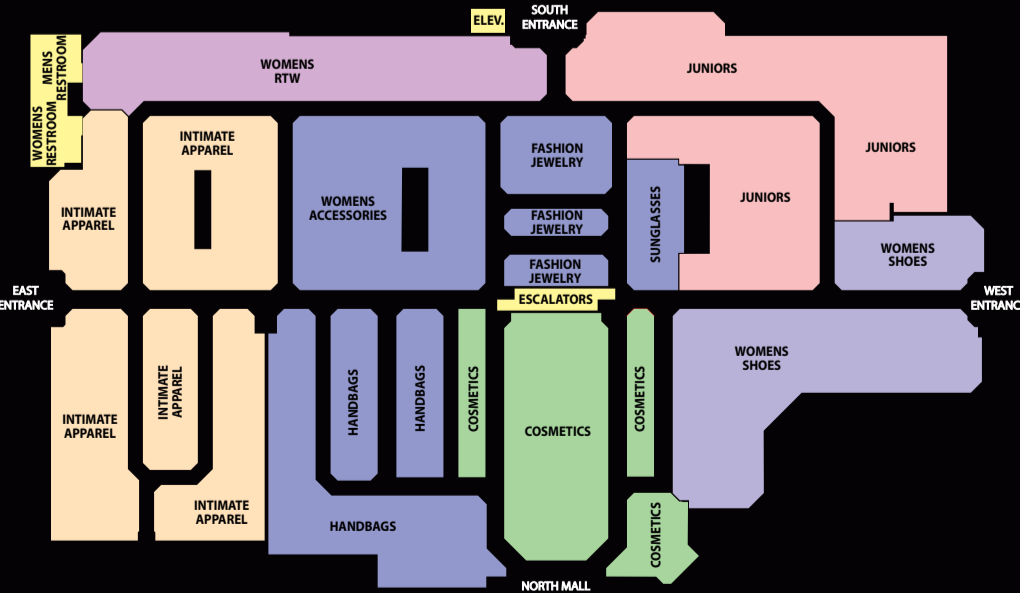 ELEV.
SOUTH
ENTRANCE
MENS
RESTROOM
WOMENS
RTW
JUNIORS
WOMENS
RESTROOM
INTIMATE
APPAREL
FASHION
JEWELRY
JUNIORS
INTIMATE
APPAREL
WOMENS
ACCESSORIES
FASHION
JEWELRY
SUNGLASSES
JUNIORS
WOMENS
SHOES
FASHION
JEWELRY
EAST
ENTRANCE
ESCALATORS
WEST
ENTRANC
INTIMATE
APPAREL
INTIMATE
APPAREL
HANDBAGS
HANDBAGS
COSMETICS
COSMETICS
COSMETICS
WOMENS
SHOES
INTIMATE
APPAREL
HANDBAGS
COSMETICS
NORTH MALL